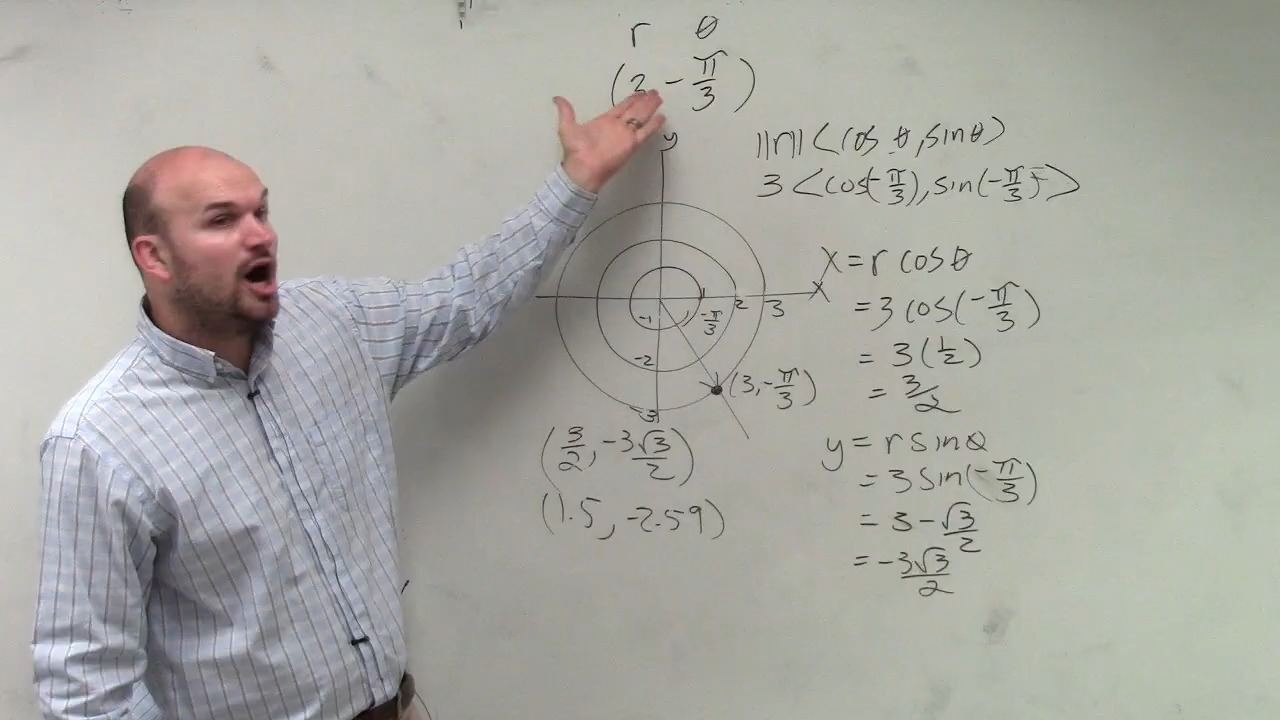 r θ
(3 - π/3)
y
||r|| <cos θ, sin θ>
3 <cos(-π/3), sin(-π/3)>
x = r cos θ
= 3 cos(-π/3)
= 3(1/2)
= 3/2
x
1 2 3
-1
-π/3
-2
-3
(3, -π/3)
(3/2, -3√3/2)
(1.5, -2.59)
y = r sin θ
= 3 sin(-π/3)
= 3 -√3/2
= -3√3/2